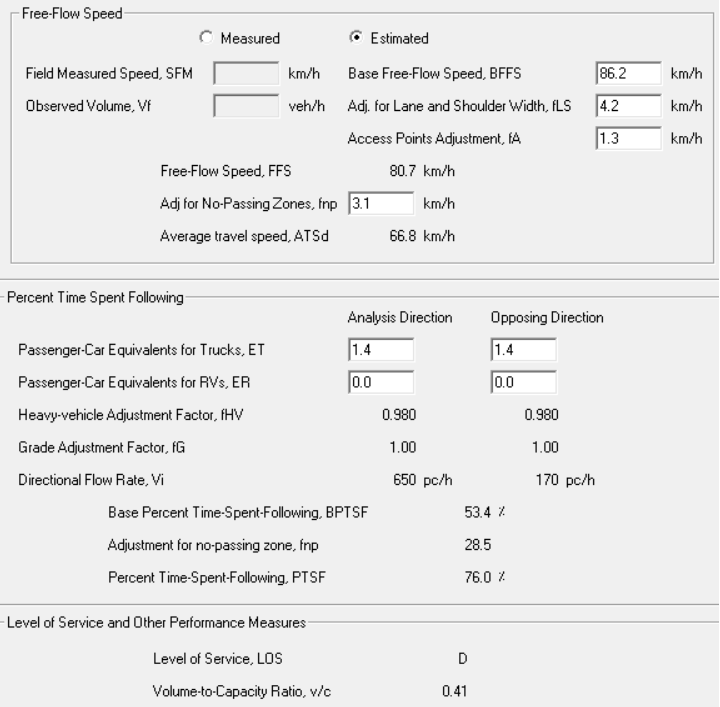 Free-Flow Speed
Measured Estimated
Field Measured Speed, SFM km/h Base Free-Flow Speed, BFFS 86.2 km/h
Observed Volume, Vf veh/h Adj. for Lane and Shoulder Width, fLS 4.2 km/h
Access Points Adjustment, fA 1.3 km/h
Free-Flow Speed, FFS 80.7 km/h
Adj for No-Passing Zones, fnp 3.1 km/h
Average travel speed, ATSd 66.8 km/h
Percent Time Spent Following
Analysis Direction Opposing Direction
Passenger-Car Equivalents for Trucks, ET 1.4 1.4
Passenger-Car Equivalents for RVs, ER 0.0 0.0
Heavy-vehicle Adjustment Factor, fHV 0.980 0.980
Grade Adjustment Factor, fG 1.00 1.00
Directional Flow Rate, Vi 650 pc/h 170 pc/h
Base Percent Time-Spent-Following, BPTSF 53.4 %
Adjustment for no-passing zone, fnp 28.5
Percent Time-Spent-Following, PTSF 76.0 %
Level of Service and Other Performance Measures
Level of Service, LOS D
Volume-to-Capacity Ratio, v/c 0.41